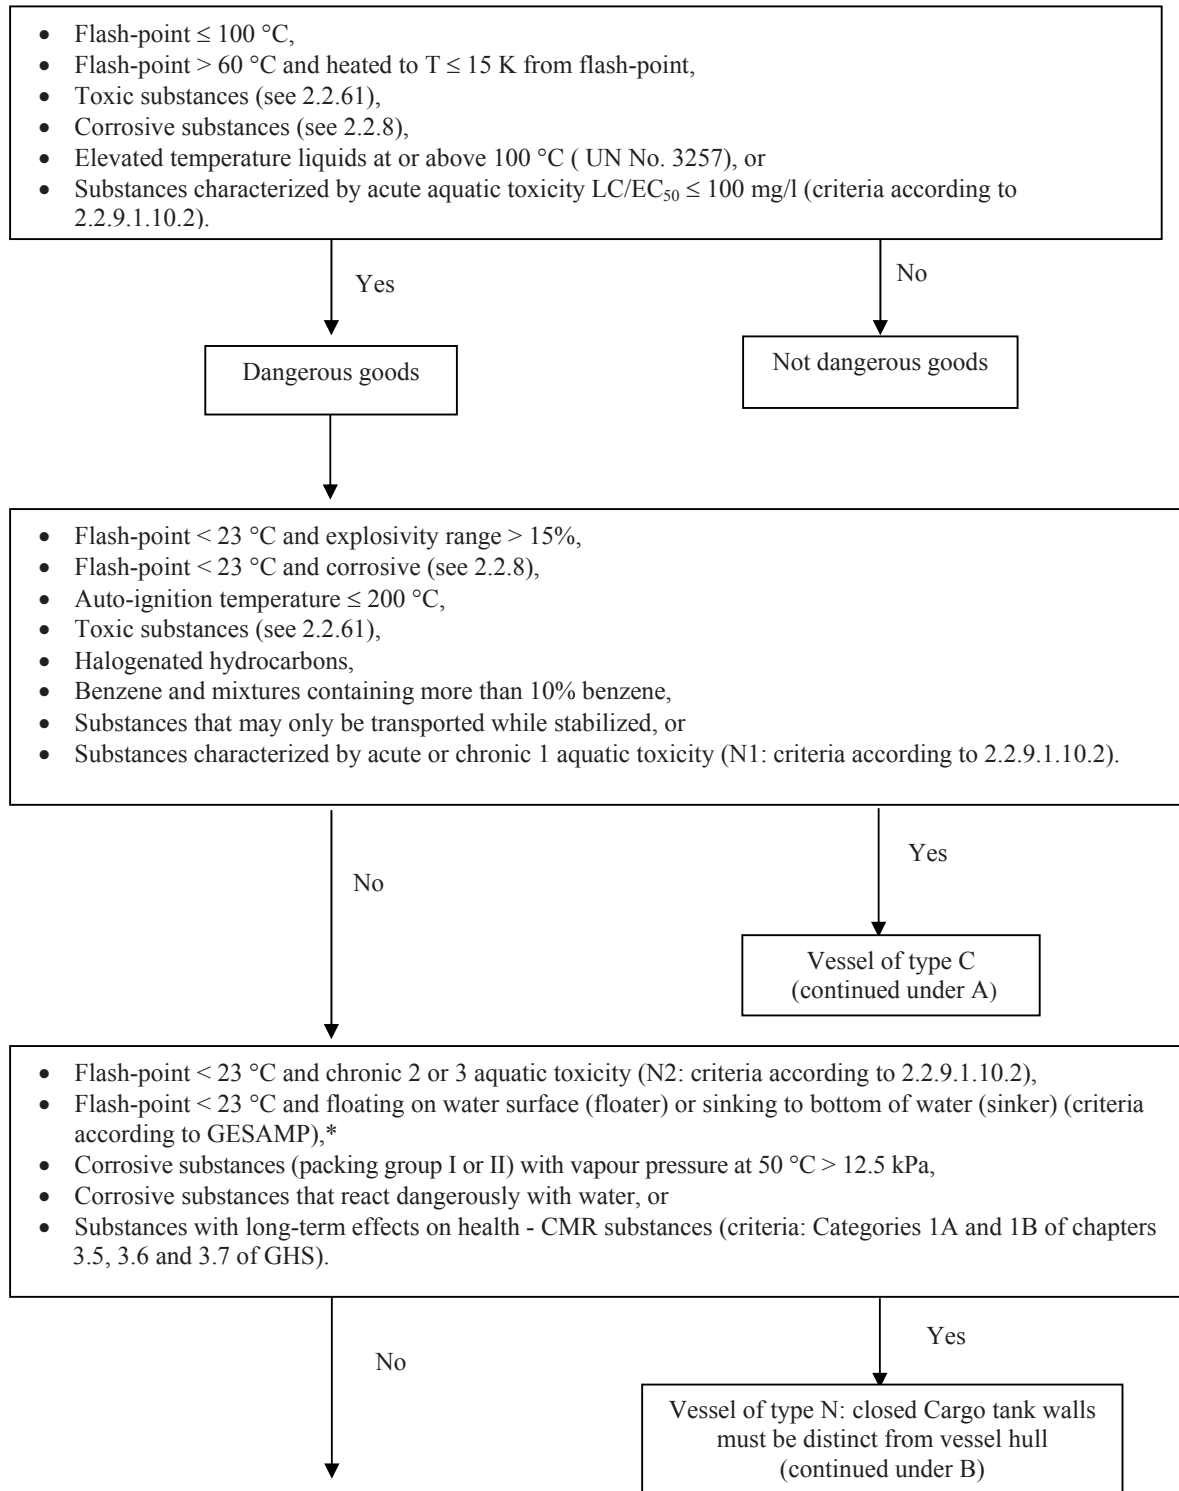 • Flash-point ≤ 100 °C,
• Flash-point > 60 °C and heated to T ≤ 15 K from flash-point,
• Toxic substances (see 2.2.61),
• Corrosive substances (see 2.2.8),
• Elevated temperature liquids at or above 100 °C ( UN No. 3257), or
• Substances characterized by acute aquatic toxicity LC/EC50 ≤ 100 mg/l (criteria according to
2.2.9.1.10.2).
Yes
No
Dangerous goods
Not dangerous goods
• Flash-point < 23 °C and explosivity range > 15%,
• Flash-point < 23 °C and corrosive (see 2.2.8),
• Auto-ignition temperature ≤ 200 °C,
• Toxic substances (see 2.2.61),
• Halogenated hydrocarbons,
• Benzene and mixtures containing more than 10% benzene,
• Substances that may only be transported while stabilized, or
• Substances characterized by acute or chronic 1 aquatic toxicity (N1: criteria according to 2.2.9.1.10.2).
No
Yes
Vessel of type C
(continued under A)
• Flash-point < 23 °C and chronic 2 or 3 aquatic toxicity (N2: criteria according to 2.2.9.1.10.2),
• Flash-point < 23 °C and floating on water surface (floater) or sinking to bottom of water (sinker) (criteria
according to GESAMP),*
• Corrosive substances (packing group I or II) with vapour pressure at 50 °C > 12.5 kPa,
• Corrosive substances that react dangerously with water, or
• Substances with long-term effects on health - CMR substances (criteria: Categories 1A and 1B of chapters
3.5, 3.6 and 3.7 of GHS).
No
Yes
Vessel of type N: closed Cargo tank walls
must be distinct from vessel hull
(continued under B)